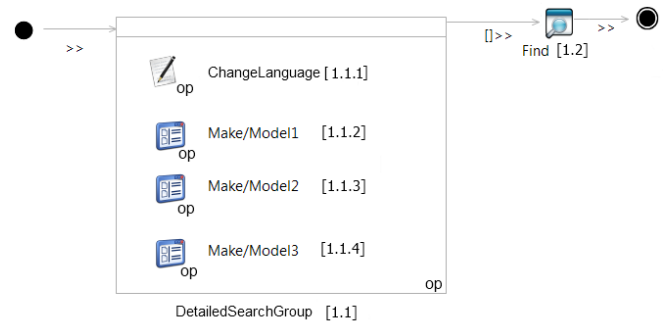 >>
[]>>
>>
Find [1.2]
ChangeLanguage [1.1.1]
op
Make/Model1 [1.1.2]
op
Make/Model2 [1.1.3]
op
Make/Model3 [1.1.4]
op
op
DetailedSearchGroup [1.1]